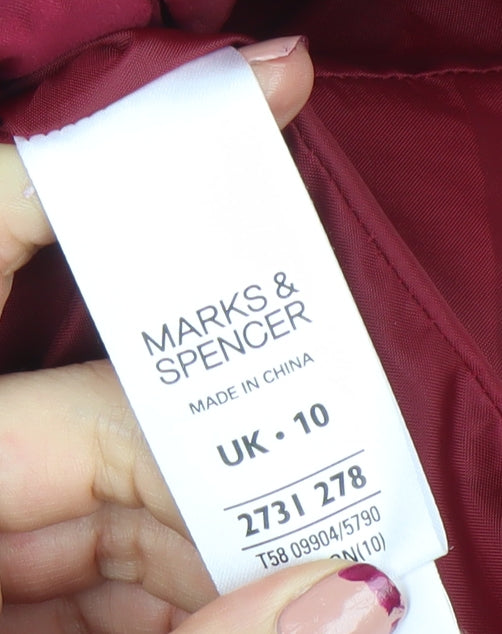 MARKS &
SPENCER
MADE IN CHINA
UK • 10
2731 278
T58 09904/5790